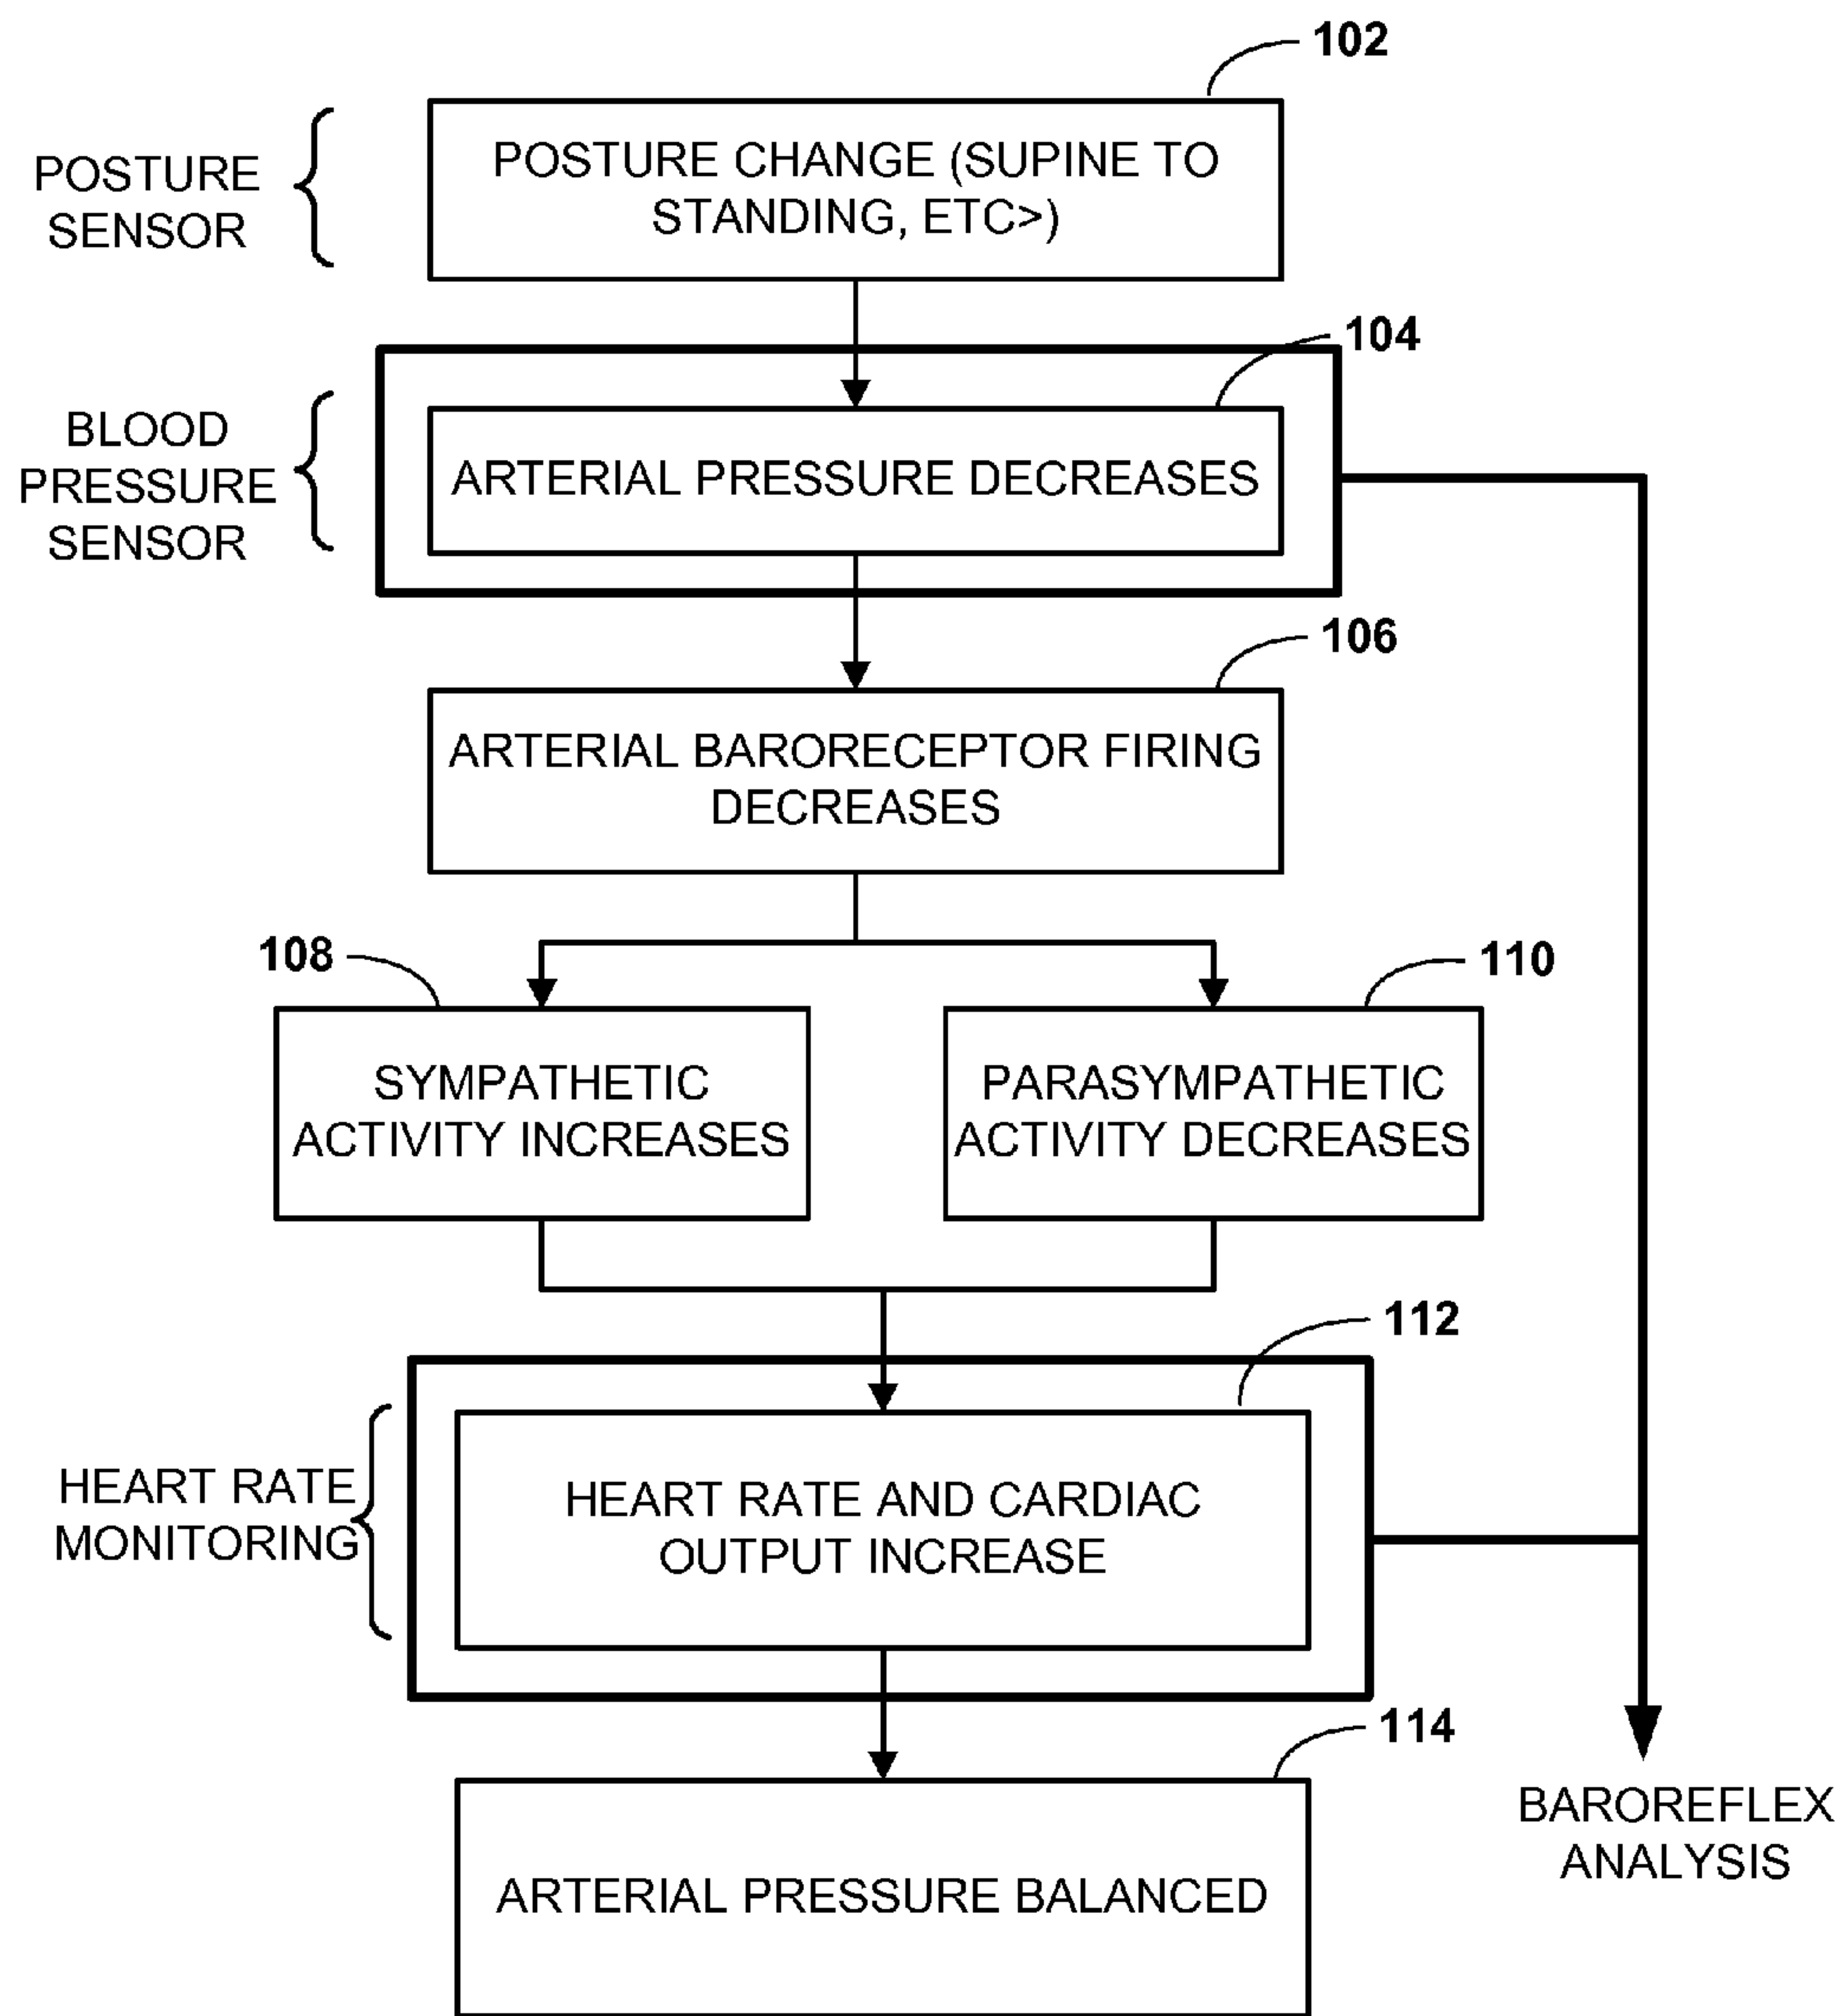 102
POSTURE
SENSOR
POSTURE CHANGE (SUPINE TO
STANDING, ETC>)
104
BLOOD
PRESSURE
SENSOR
ARTERIAL PRESSURE DECREASES
106
ARTERIAL BARORECEPTOR FIRING
DECREASES
108
110
SYMPATHETIC
ACTIVITY INCREASES
PARASYMPATHETIC
ACTIVITY DECREASES
112
HEART RATE
MONITORING
HEART RATE AND CARDIAC
OUTPUT INCREASE
114
ARTERIAL PRESSURE BALANCED
BAROREFLEX
ANALYSIS